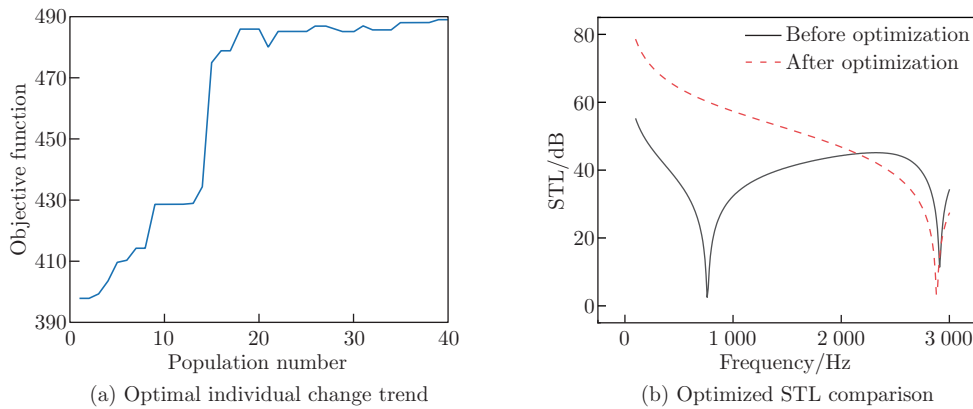 490
470
450
430
410
390
0
10
20
30
40
Objective function
Population number
(a) Optimal individual change trend
80
60
40
20
0
0
1 000
2 000
3 000
STL/dB
Frequency/Hz
Before optimization
After optimization
(b) Optimized STL comparison